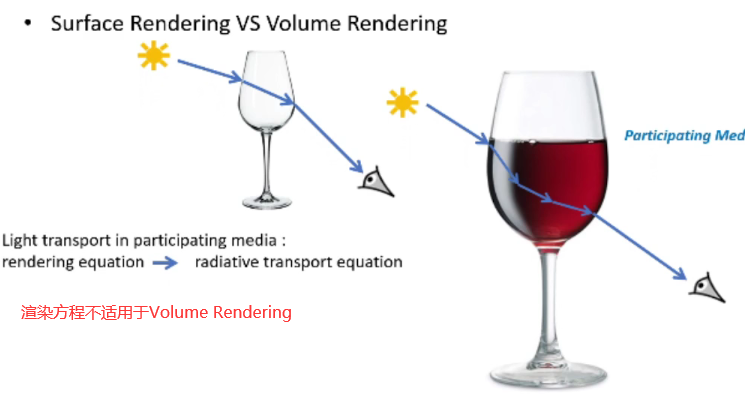 • Surface Rendering VS Volume Rendering
Participating Med
Light transport in participating media :
rendering equation → radiative transport equation
渲染方程不适用于Volume Rendering